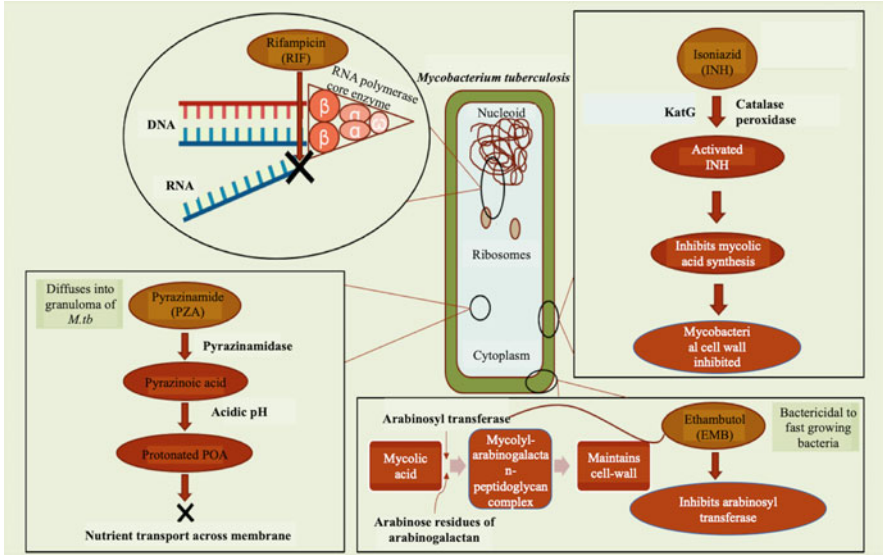 Rifampicin
(RIF)
RNA polymerase
core enzyme
β
α
β
α
DNA
RNA
Mycobacterium tuberculosis
Nucleoid
Ribosomes
Cytoplasm
Isoniazid
(INH)
KatG
Catalase
peroxidase
Activated
INH
Inhibits mycolic
acid synthesis
Mycobacteri
al cell wall
inhibited
Diffuses into
granuloma of
M.tb
Pyrazinamide
(PZA)
Pyrazinamidase
Pyrazinoic acid
Acidic pH
Protonated POA
Nutrient transport across membrane
Arabinosyl transferase
Mycolic
acid
Mycolyl-
arabinogalacta
n-
peptidoglycan
complex
Maintains
cell-wall
Arabinose residues of
arabinogalactan
Ethambutol
(EMB)
Bactericidal to
fast growing
bacteria
Inhibits arabinosyl
transferase